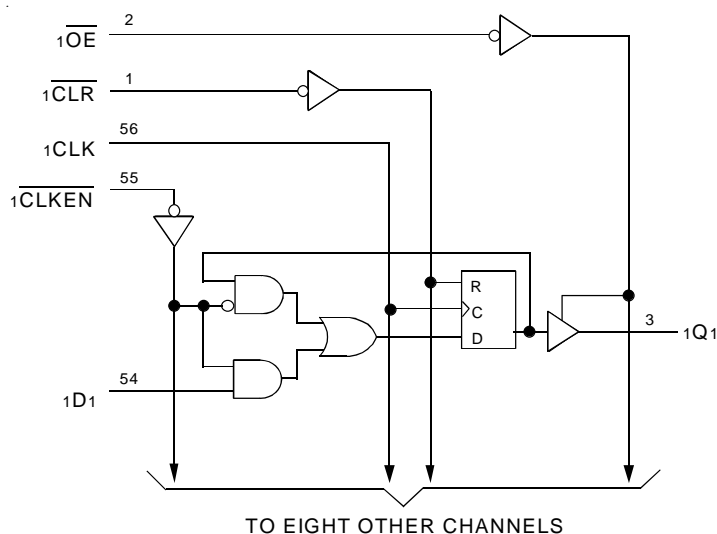 2
1OE
1
1CLR
56
1CLK
55
1CLKEN
R
C
D
3
1Q1
54
1D1
TO EIGHT OTHER CHANNELS